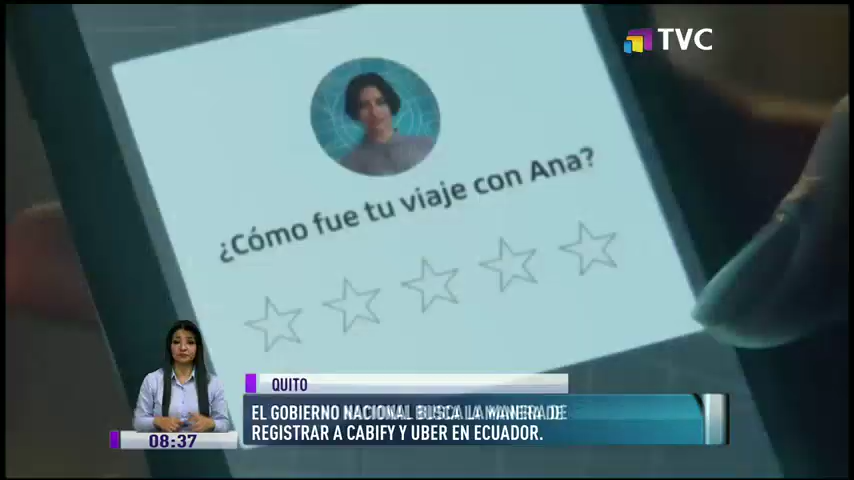 TVC
¿Cómo fue tu viaje con Ana?
QUITO
EL GOBIERNO NACIONAL BUSCA LA MANERA DE
REGISTRAR A CABIFY Y UBER EN ECUADOR.
08:37